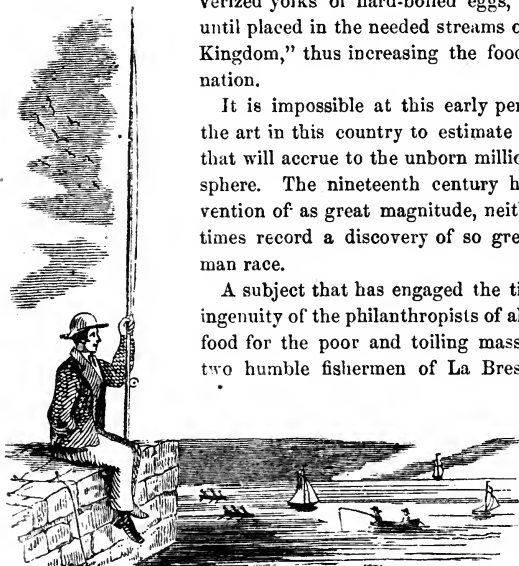 verized yolks of hard-boiled eggs,
until placed in the needed streams o
Kingdom,” thus increasing the food
nation.
It is impossible at this early per
the art in this country to estimate
that will accrue to the unborn millio
sphere. The nineteenth century h
vention of as great magnitude, neit
times record a discovery of so gre
man race.
A subject that has engaged the ti
ingenuity of the philanthropists of al
food for the poor and toiling mass
two humble fishermen of La Bres